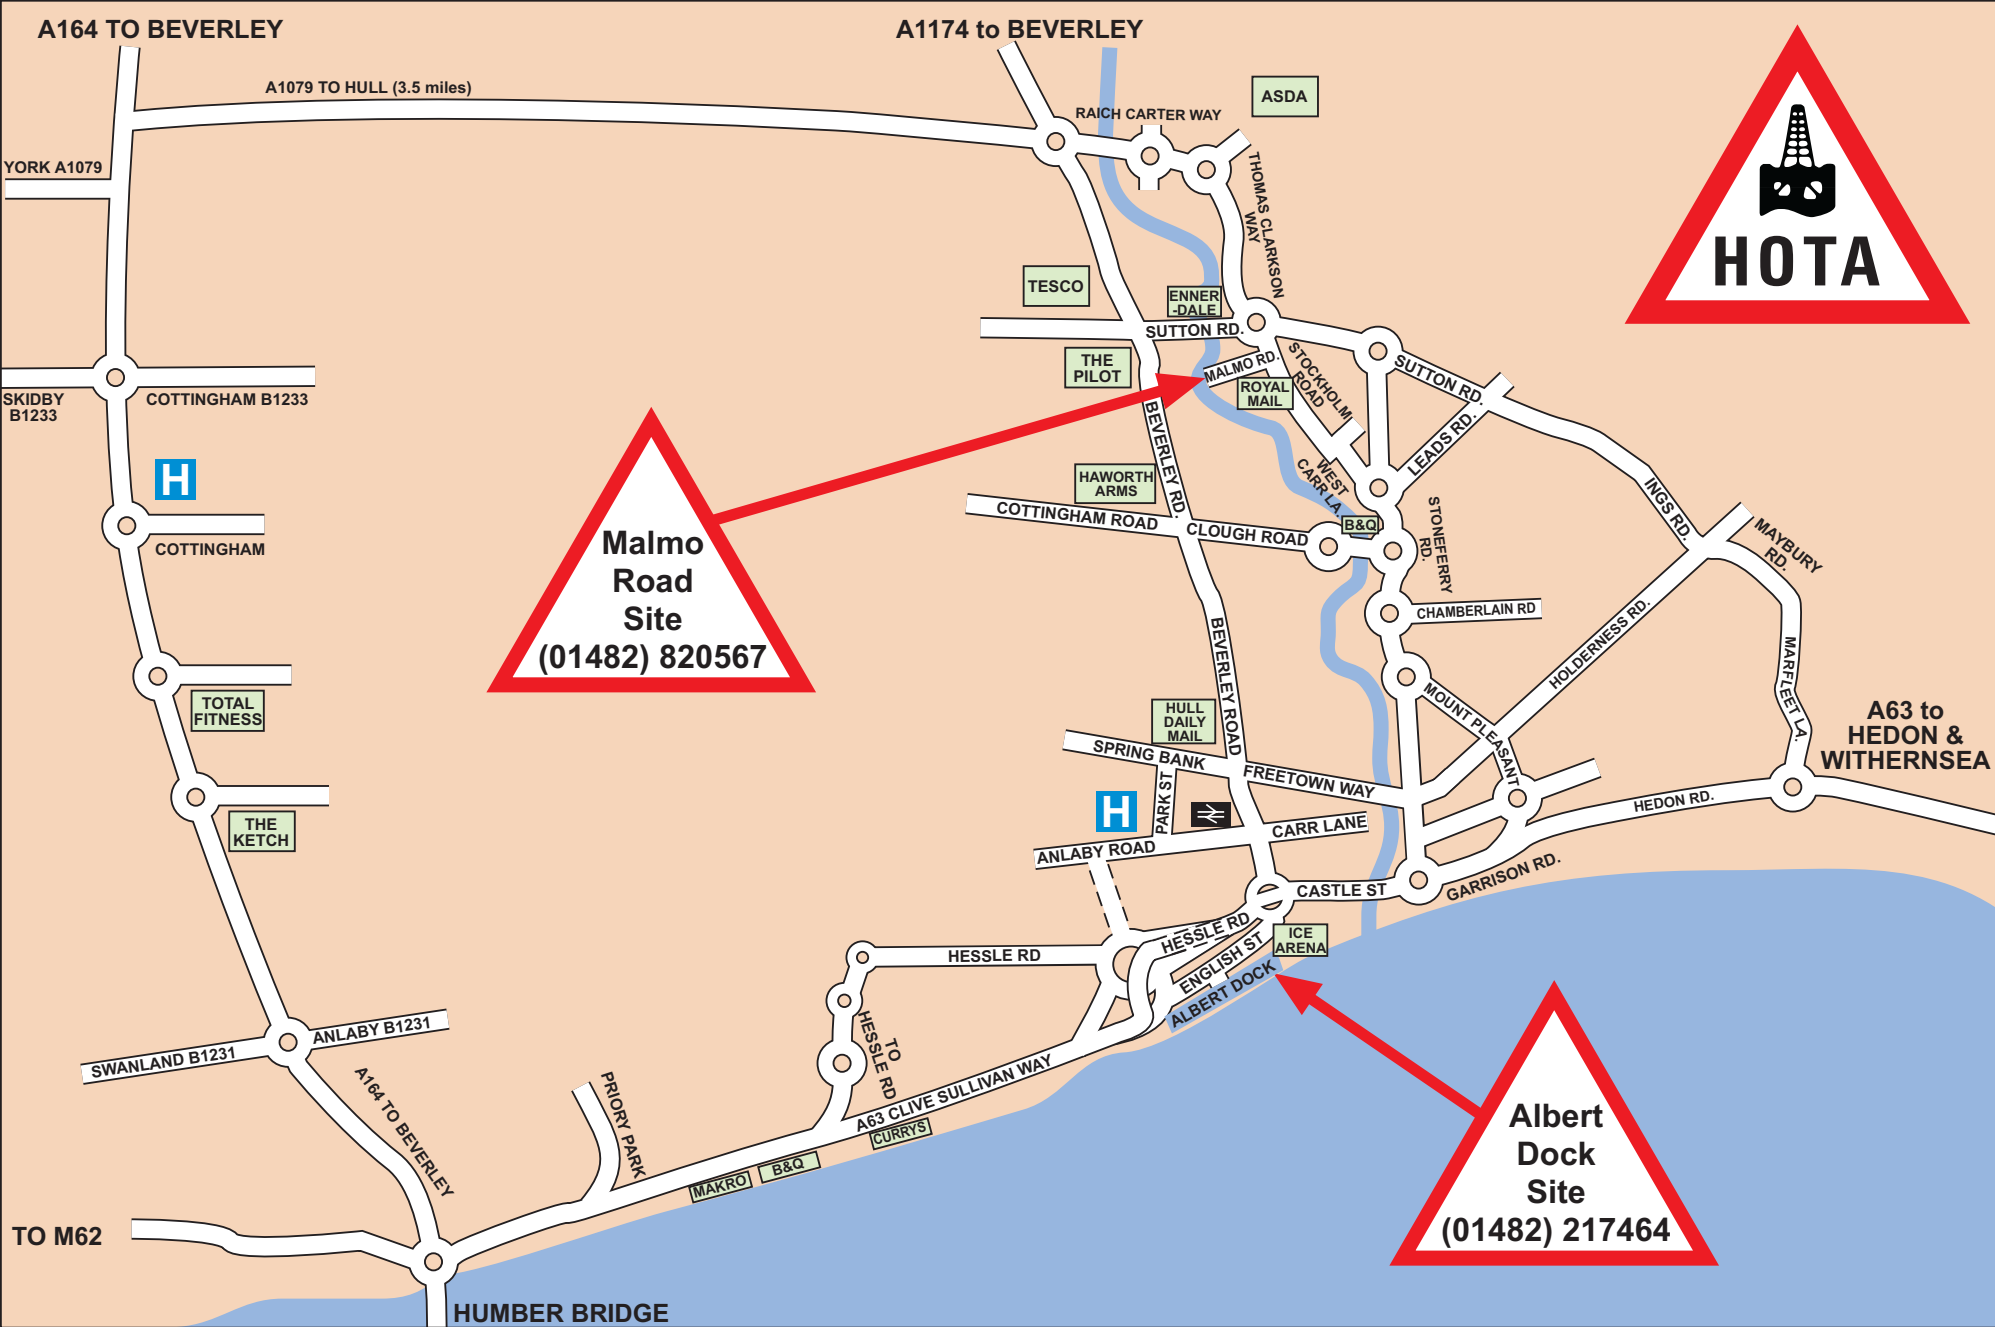 A164 TO BEVERLEY
A1174 to BEVERLEY
A1079 TO HULL (3.5 miles)
RAICH CARTER WAY
ASDA
YORK A1079
THOMAS CLARKSON
WAY
HOTA
TESCO
ENNER
-DALE
SUTTON RD.
THE
PILOT
MALMO RD.
STOCKHOLM
ROAD
ROYAL
MAIL
SUTTON RD.
SKIDBY
B1233
COTTINGHAM B1233
BEVERLEY RD.
LEADS RD.
H
HAWORTH
ARMS
WEST
CARR LA.
INGS RD.
COTTINGHAM ROAD
CLOUGH ROAD
B&Q
STONEFERRY
RD.
MAYBURY
RD.
COTTINGHAM
Malmo
Road
Site
(01482) 820567
CHAMBERLAIN RD
HOLDERNESS RD.
BEVERLEY ROAD
MARFLEET LA.
TOTAL
FITNESS
HULL
DAILY
MAIL
MOUNT PLEASANT
A63 to
HEDON &
WITHERNSEA
SPRING BANK
FREETOWN WAY
PARK ST
H
HEDON RD.
THE
KETCH
CARR LANE
ANLABY ROAD
CASTLE ST
GARRISON RD.
HESSLE RD
HESSLE RD
ICE
ARENA
ENGLISH ST
ALBERT DOCK
SWANLAND B1231
ANLABY B1231
TO
HESSLE RD
A164 TO BEVERLEY
PRIORY PARK
A63 CLIVE SULLIVAN WAY
CURRYS
B&Q
MAKRO
Albert
Dock
Site
(01482) 217464
TO M62
HUMBER BRIDGE